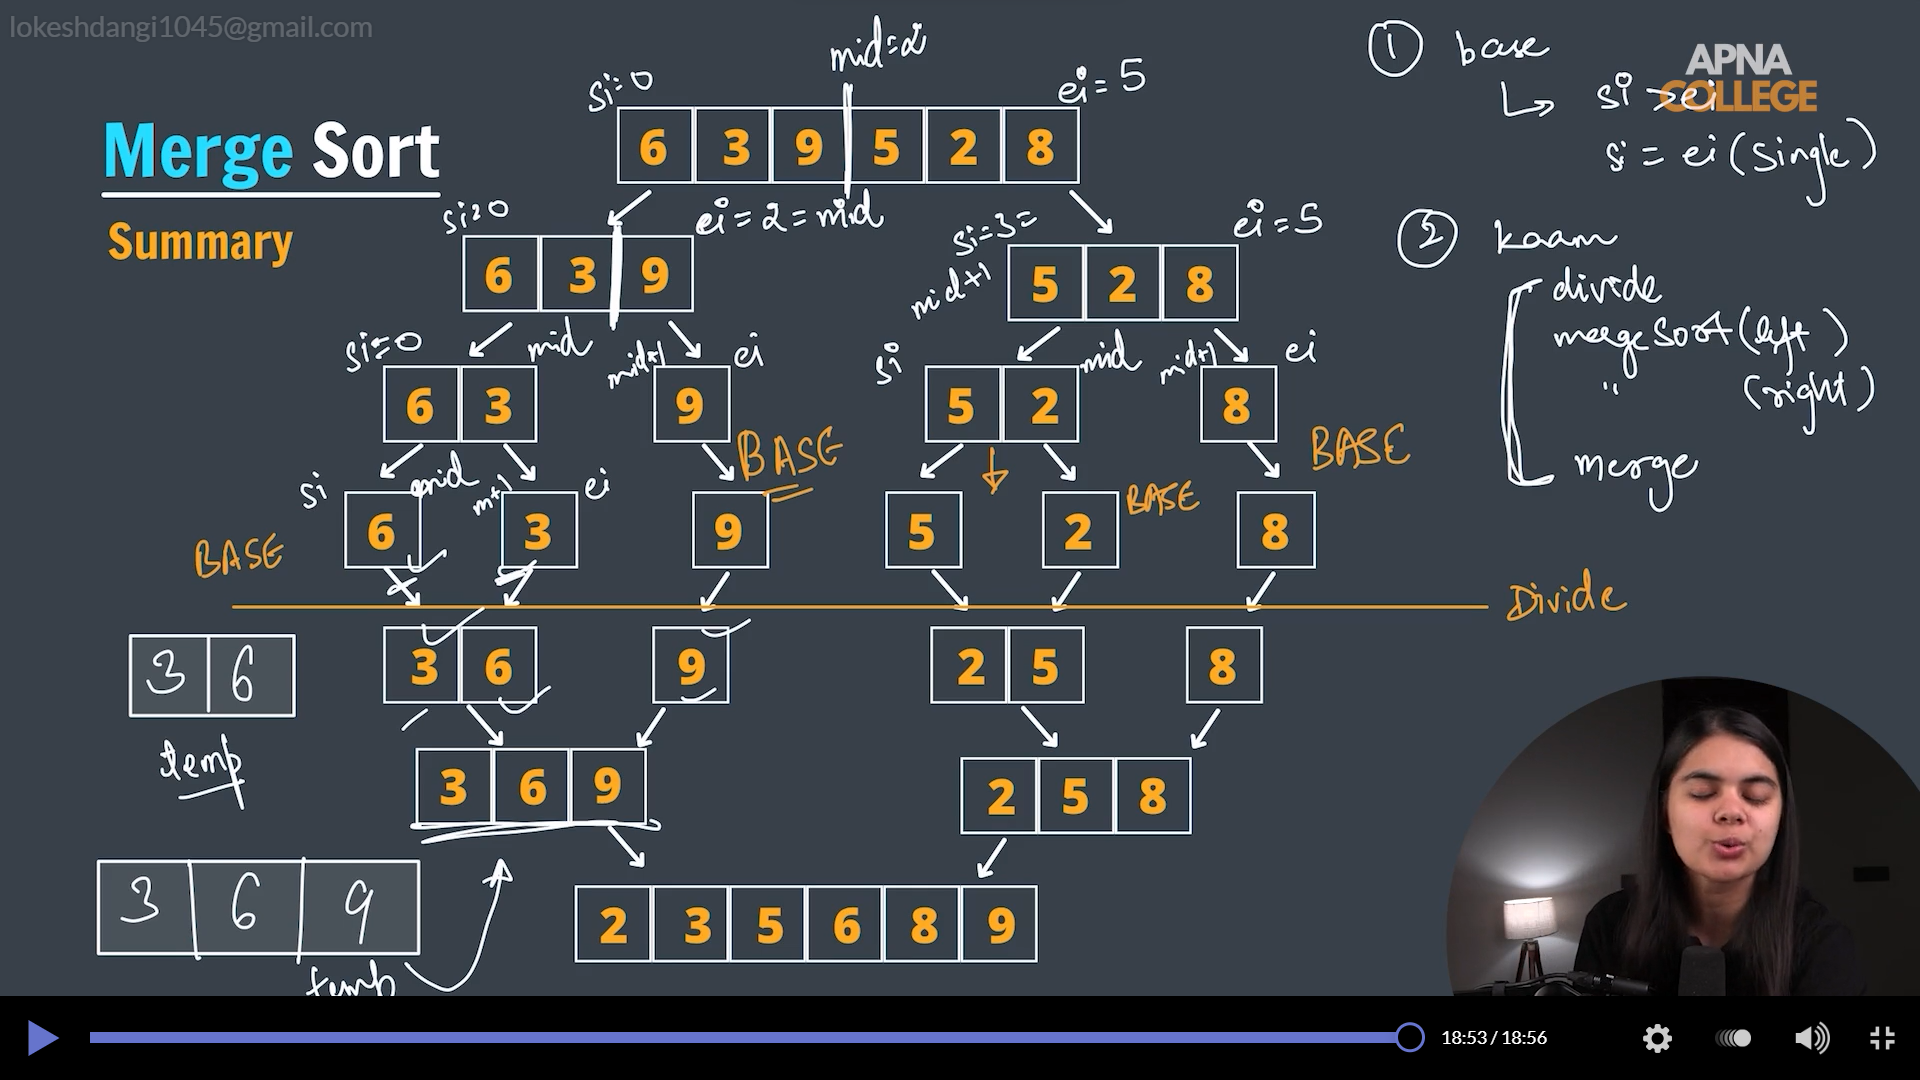 lokeshdangi1045@gmail.com
APNA
COLLEGE
Merge Sort
Summary
mid=2
si=0
ei=5
6 3 9 5 2 8
si=0
ei=2=mid
si=3=
mid+1
ei=5
6 3 9
5 2 8
si=0
mid
mid+1
ei
si
mid
mid+1
ei
6 3
9
5 2
8
BASE
BASE
si
mid
m+1
ei
BASE
6
3
9
5
2
8
BASE
Divide
3 6
temp
3 6
9
2 5
8
3 6 9
2 5 8
3 6 9
temp
2 3 5 6 8 9
① base
↳ si > ei
si = ei (single)
② kaam
divide
mergeSort(left)
" (right)
merge
18:53 / 18:56